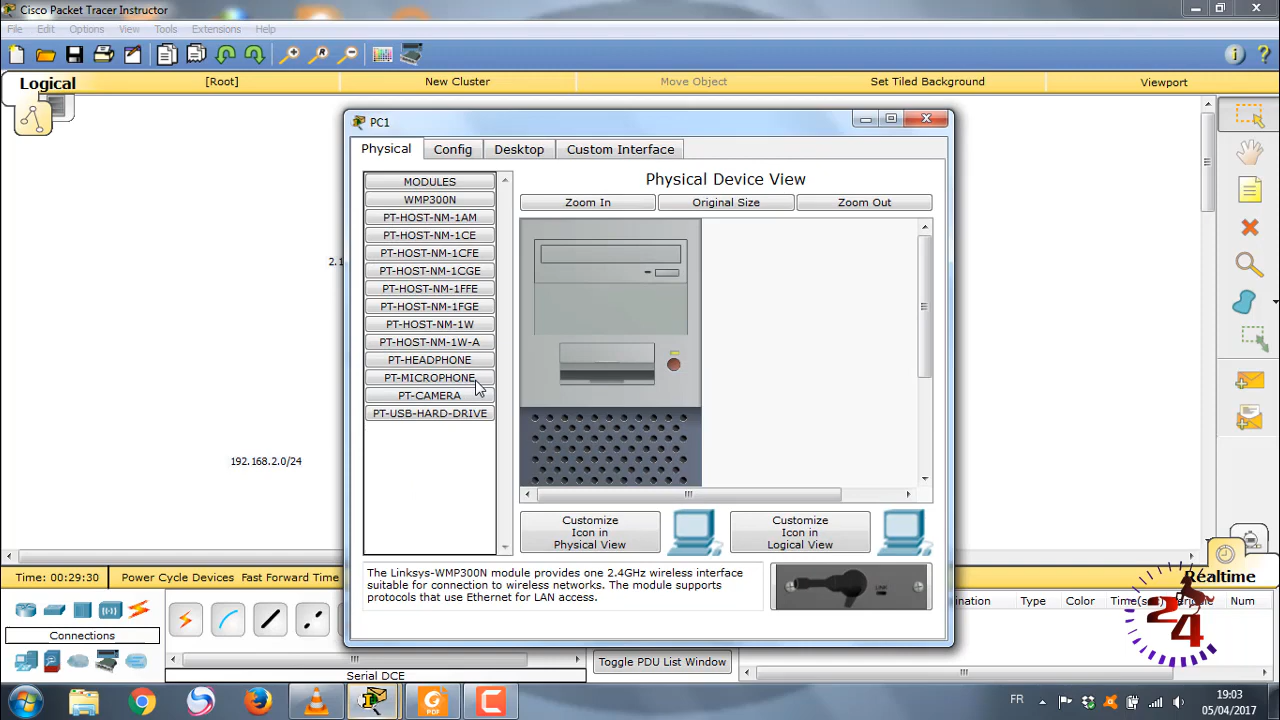 Cisco Packet Tracer Instructor
File Edit Options View Tools Extensions Help
Logical
[Root]
New Cluster
Move Object
Set Tiled Background
Viewport
PC1
Physical
Config
Desktop
Custom Interface
MODULES
WMP300N
PT-HOST-NM-1AM
PT-HOST-NM-1CE
PT-HOST-NM-1CFE
PT-HOST-NM-1CGE
PT-HOST-NM-1FFE
PT-HOST-NM-1FGE
PT-HOST-NM-1W
PT-HOST-NM-1W-A
PT-HEADPHONE
PT-MICROPHONE
PT-CAMERA
PT-USB-HARD-DRIVE
Physical Device View
Zoom In
Original Size
Zoom Out
2.1
192.168.2.0/24
Customize
Icon in
Physical View
Customize
Icon in
Logical View
The Linksys-WMP300N module provides one 2.4GHz wireless interface
suitable for connection to wireless networks. The module supports
protocols that use Ethernet for LAN access.
LINK
Time: 00:29:30
Power Cycle Devices Fast Forward Time
Realtime
Connections
Serial DCE
Toggle PDU List Window
ination Type Color Time(se Num
24
FR
19:03
05/04/2017